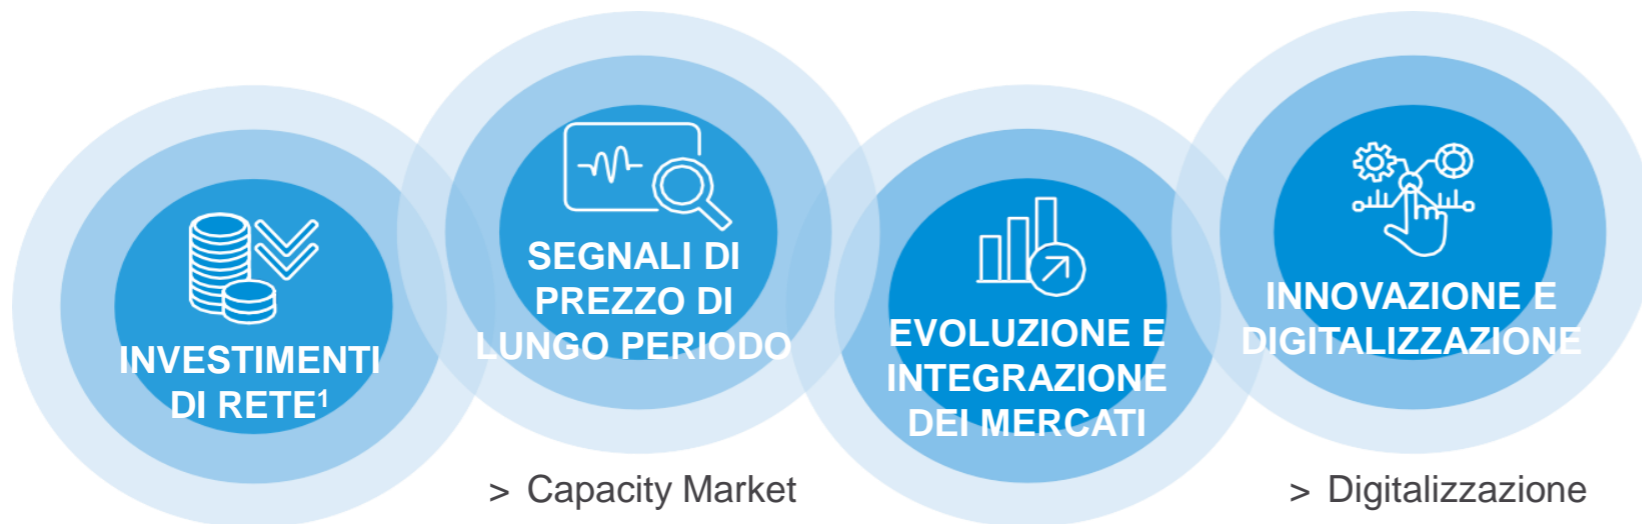 INVESTIMENTI
DI RETE¹
SEGNALI DI
PREZZO DI
LUNGO PERIODO
> Capacity Market
EVOLUZIONE E
INTEGRAZIONE
DEI MERCATI
INNOVAZIONE E
DIGITALIZZAZIONE
> Digitalizzazione